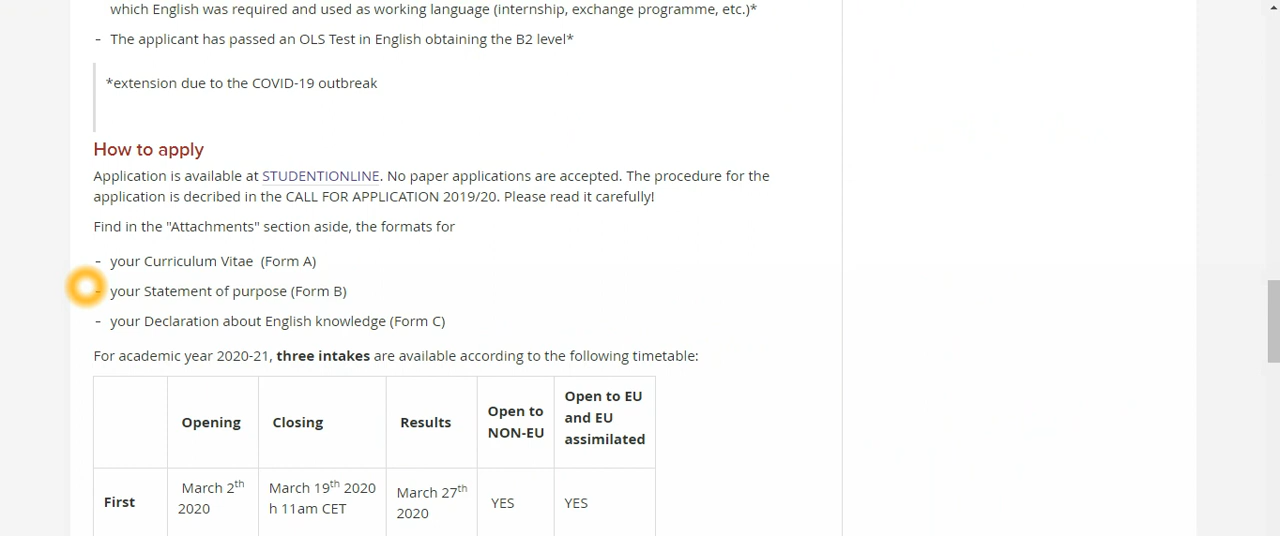 which English was required and used as working language (internship, exchange programme, etc.)*
- The applicant has passed an OLS Test in English obtaining the B2 level*
*extension due to the COVID-19 outbreak
How to apply
Application is available at STUDENTIONLINE. No paper applications are accepted. The procedure for the
application is decribed in the CALL FOR APPLICATION 2019/20. Please read it carefully!
Find in the "Attachments" section aside, the formats for
- your Curriculum Vitae (Form A)
- your Statement of purpose (Form B)
- your Declaration about English knowledge (Form C)
For academic year 2020-21, three intakes are available according to the following timetable:
Opening Closing Results Open to NON-EU Open to EU and EU assimilated
First March 2th 2020 March 19th 2020 h 11am CET March 27th 2020 YES YES